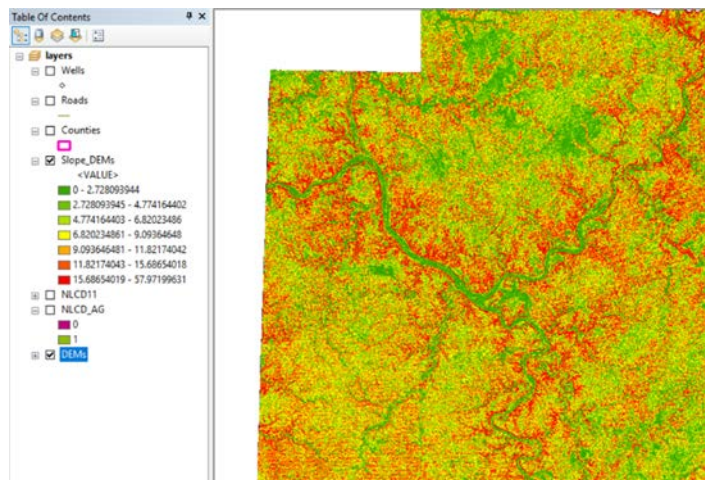 Table Of Contents
layers
Wells
Roads
Counties
Slope_DEMs
<VALUE>
0 - 2.728093944
2.728093945 - 4.774164402
4.774164403 - 6.82023486
6.820234861 - 9.09364648
9.093646481 - 11.82174042
11.82174043 - 15.68654018
15.68654019 - 57.97199631
NLCD11
NLCD_AG
0
1
DEMs